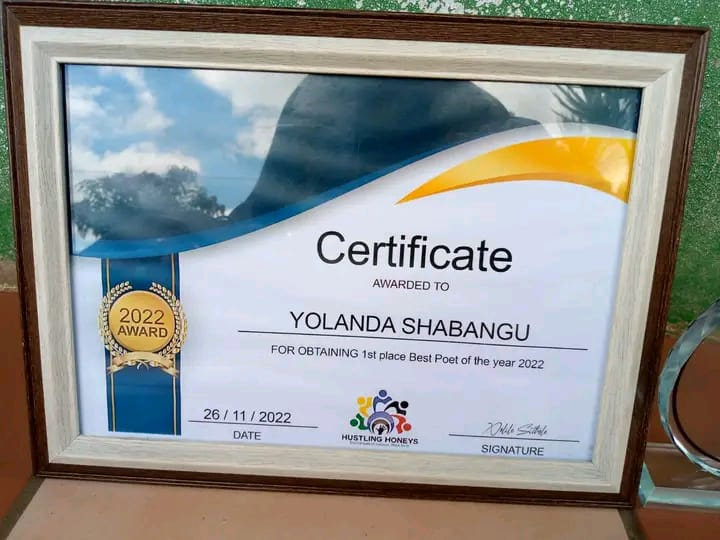 Certificate
AWARDED TO
2022
AWARD
YOLANDA SHABANGU
FOR OBTAINING 1st place Best Poet of the year 2022
26 / 11 / 2022
DATE
HUSTLING HONEYS
SIGNATURE